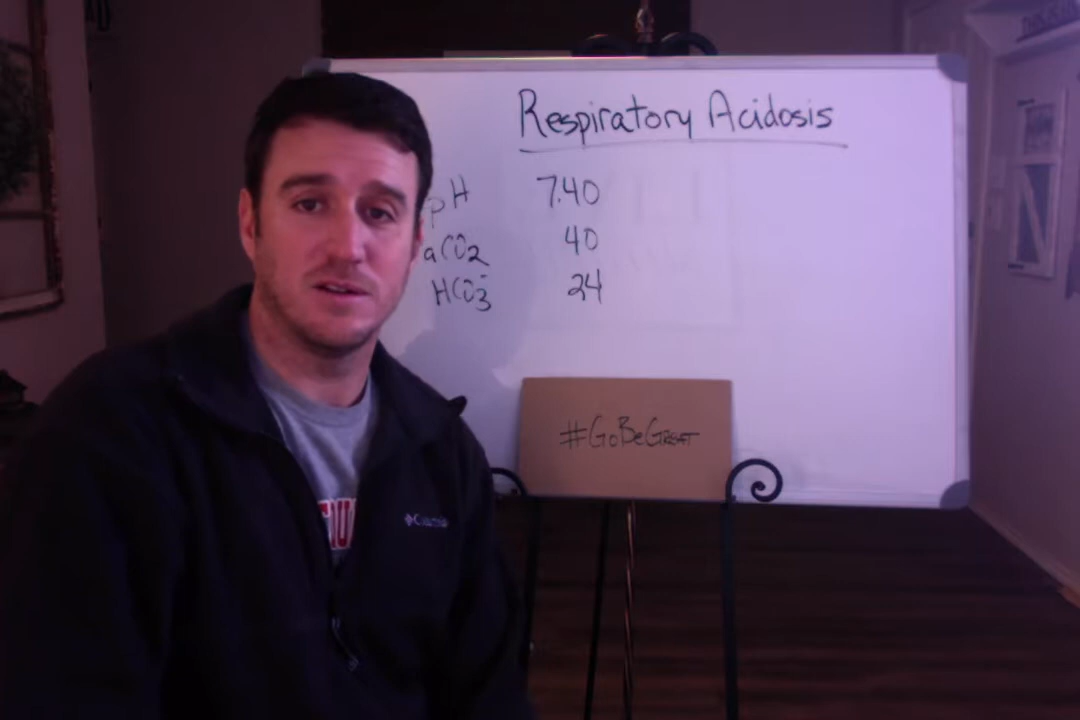 Respiratory Acidosis
pH 7.40
aCO2 40
HCO3- 24
#GoBeGreat
Columbia